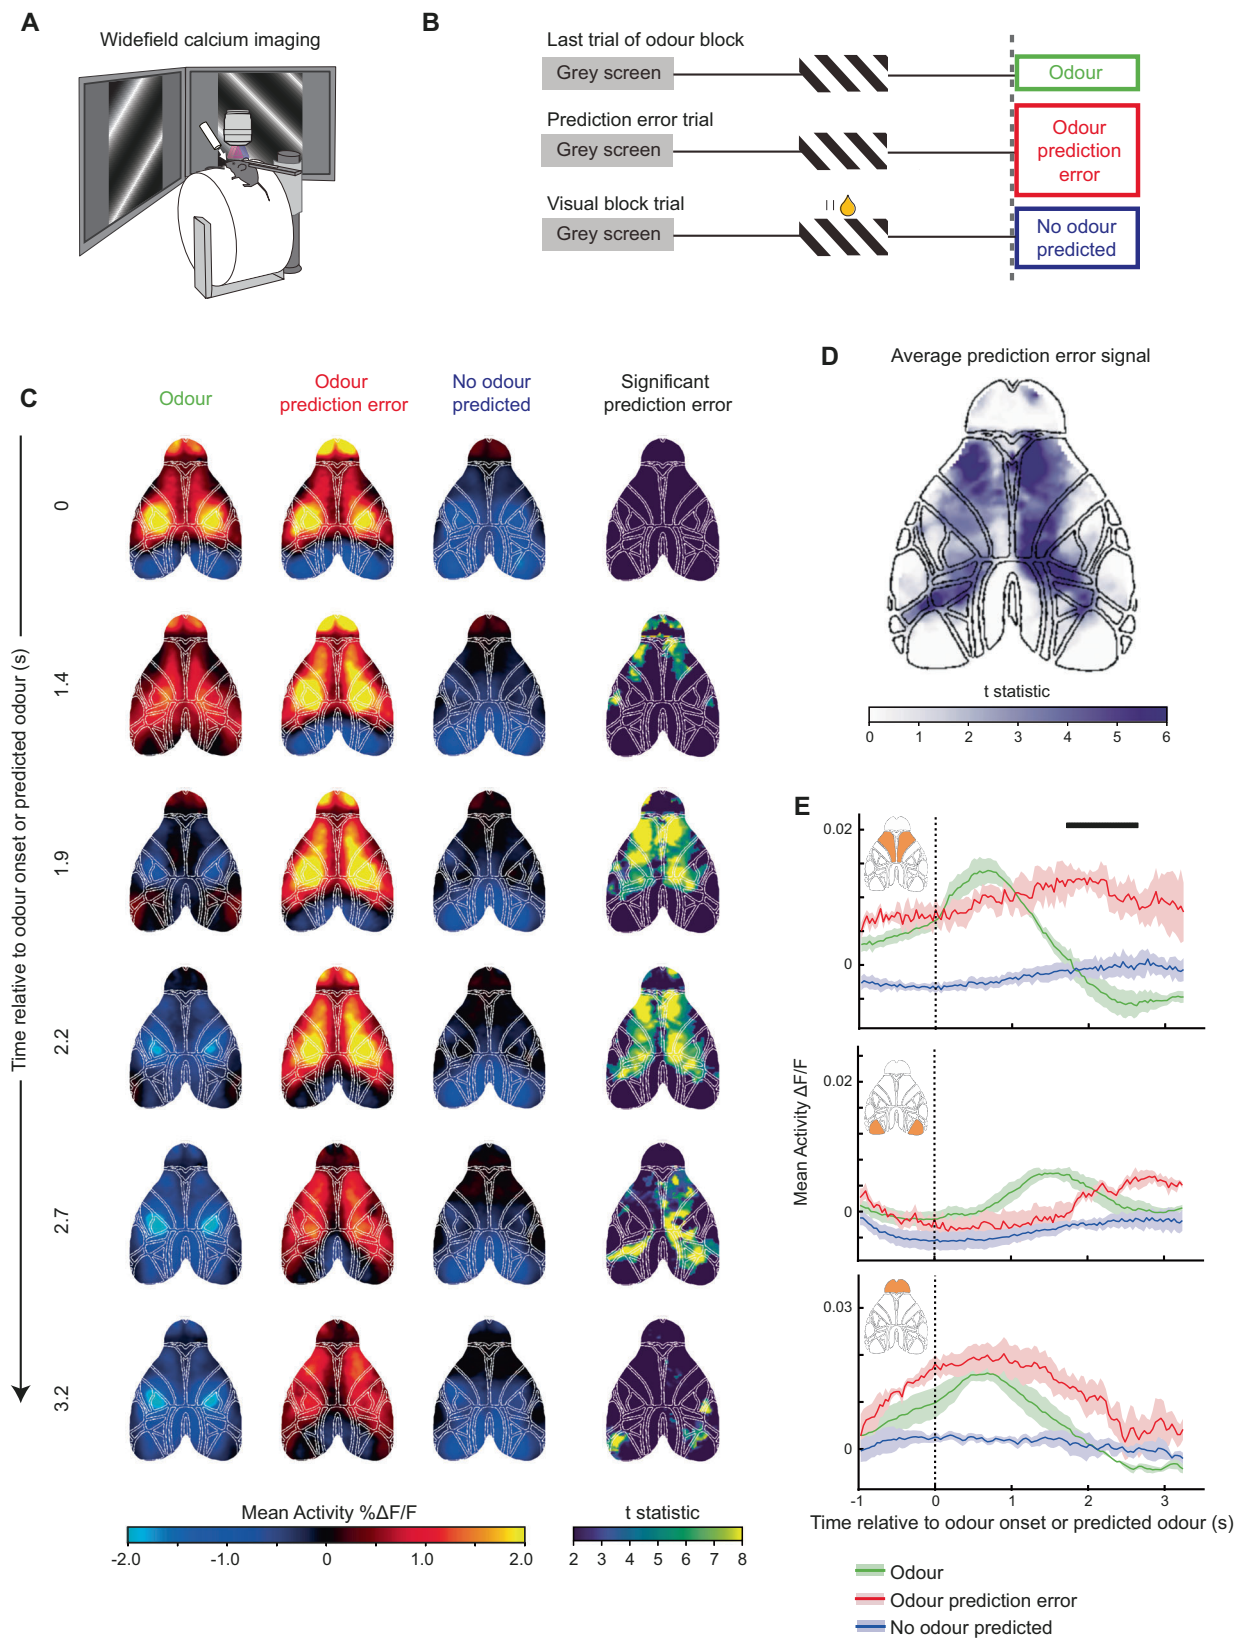 A
Widefield calcium imaging
B
Last trial of odour block
Grey screen
Odour
Prediction error trial
Grey screen
Odour
prediction
error
Visual block trial
Grey screen
No odour
predicted
C
Odour
Odour
prediction error
No odour
predicted
Significant
prediction error
Time relative to odour onset or predicted odour (s)
0
1.4
1.9
2.2
2.7
3.2
Mean Activity %ΔF/F
-2.0 -1.0 0 1.0 2.0
t statistic
2 3 4 5 6 7 8
D
Average prediction error signal
t statistic
0 1 2 3 4 5 6
E
Mean Activity ΔF/F
0.02
0
0.02
0
0.03
0
-1 0 1 2 3
Time relative to odour onset or predicted odour (s)
Odour
Odour prediction error
No odour predicted